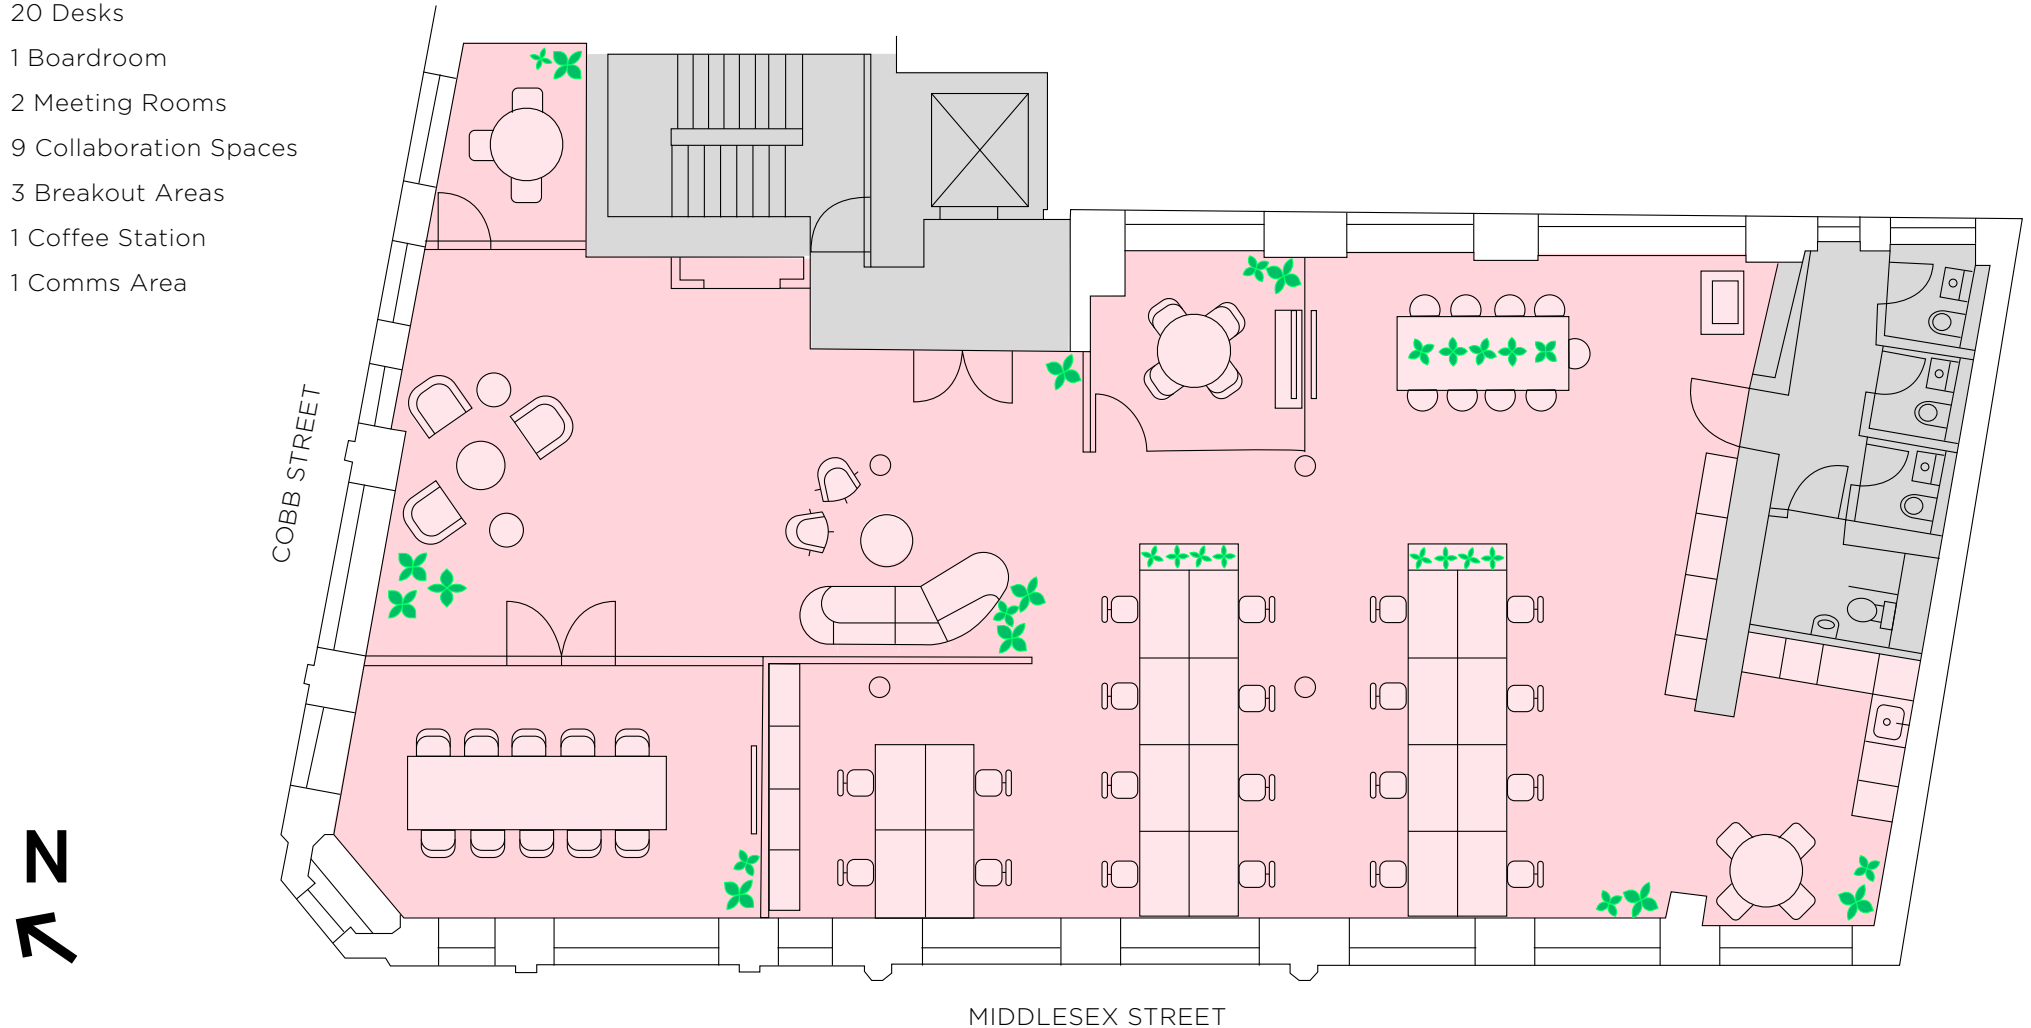 20 Desks
1 Boardroom
2 Meeting Rooms
9 Collaboration Spaces
3 Breakout Areas
1 Coffee Station
1 Comms Area
COBB STREET
N
MIDDLESEX STREET